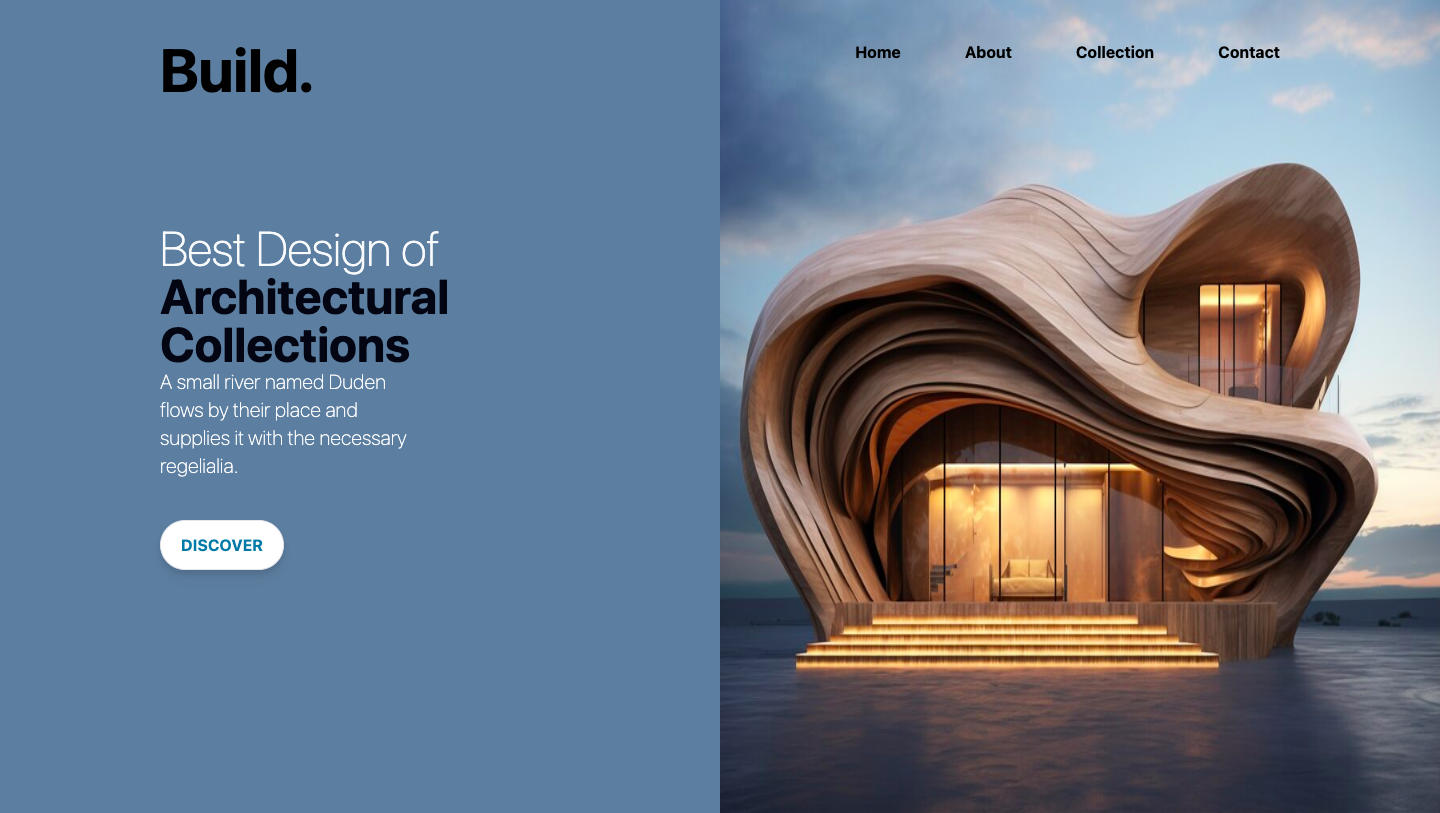 Build.
Home About Collection Contact
Best Design of
Architectural
Collections
A small river named Duden
flows by their place and
supplies it with the necessary
regelialia.
DISCOVER